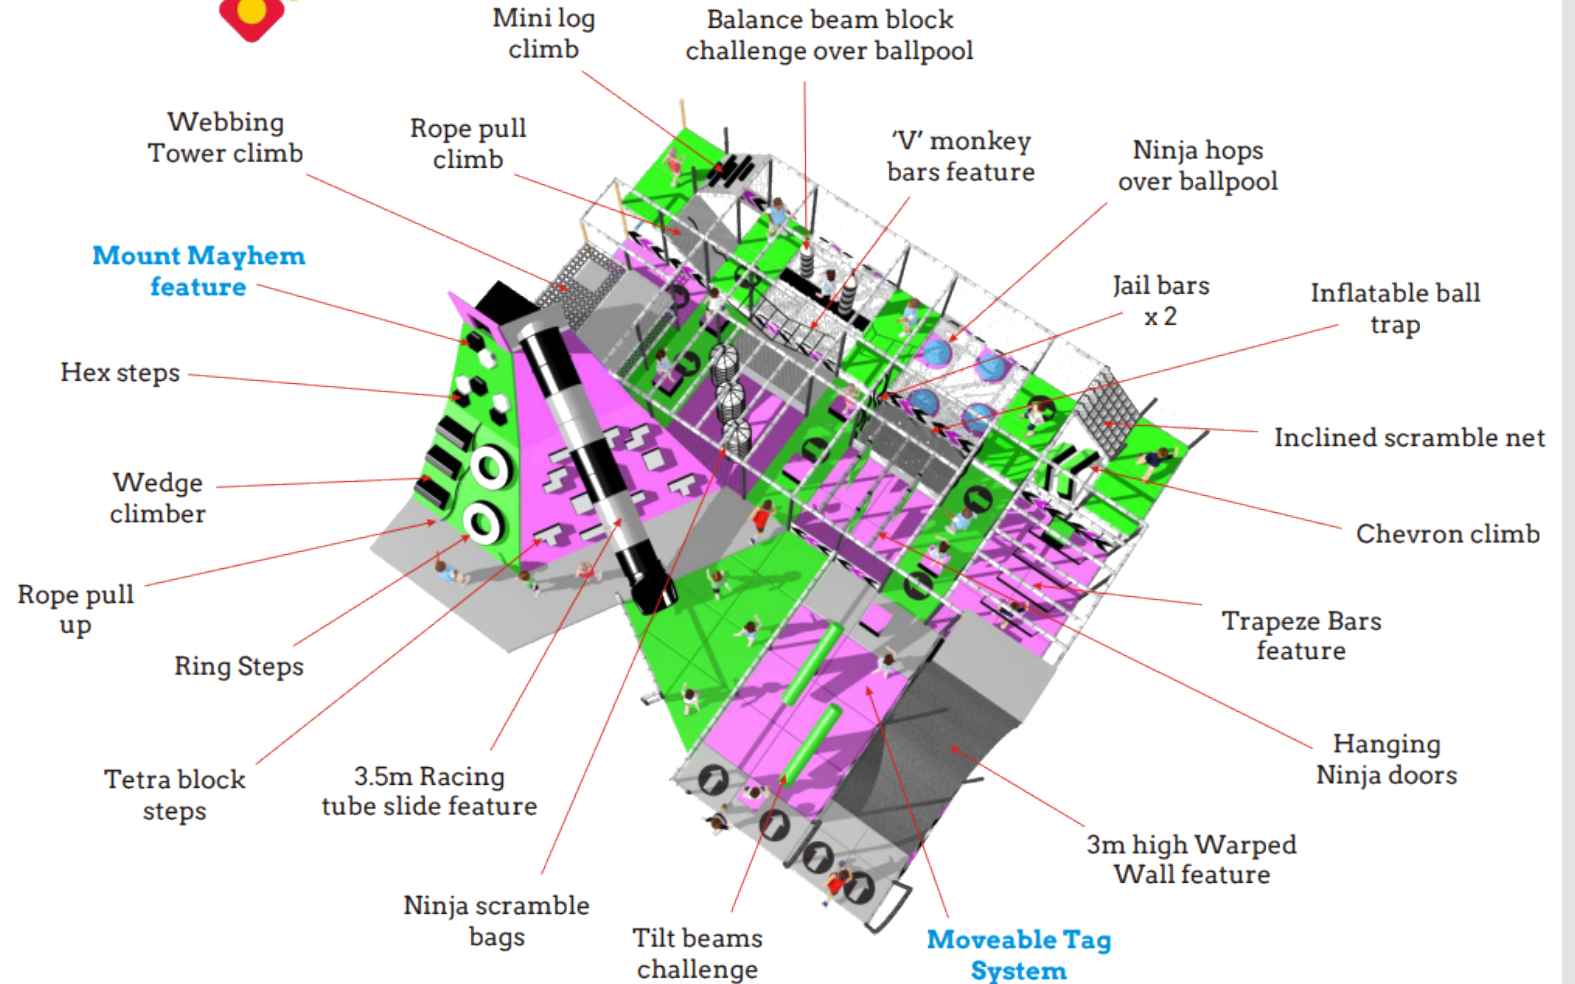 Mini log
climb
Balance beam block
challenge over ballpool
Webbing
Tower climb
Rope pull
climb
'V' monkey
bars feature
Ninja hops
over ballpool
Mount Mayhem
feature
Jail bars
x 2
Inflatable ball
trap
Hex steps
Inclined scramble net
Wedge
climber
Chevron climb
Rope pull
up
Trapeze Bars
feature
Ring Steps
Hanging
Ninja doors
Tetra block
steps
3.5m Racing
tube slide feature
3m high Warped
Wall feature
Ninja scramble
bags
Tilt beams
challenge
Moveable Tag
System